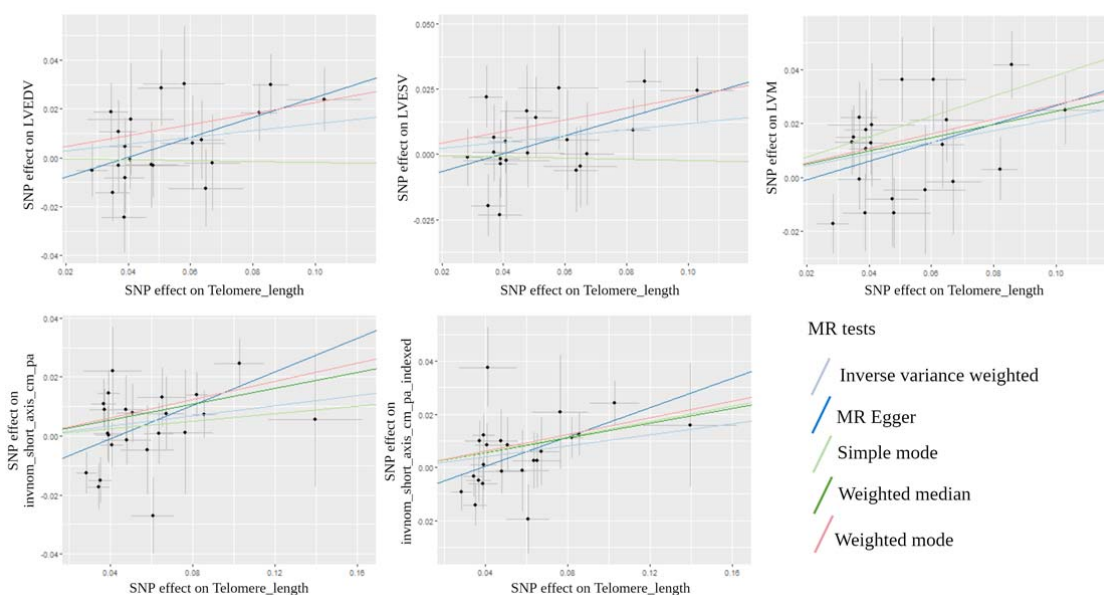 0.04
0.02
0.00
-0.02
-0.04
SNP effect on LVEDV
0.02 0.04 0.06 0.08 0.10
SNP effect on Telomere_length
0.050
0.025
0.000
-0.025
SNP effect on LVESV
0.02 0.04 0.06 0.08 0.10
SNP effect on Telomere_length
0.04
0.02
0.00
-0.02
SNP effect on LVM
0.02 0.04 0.06 0.08 0.10
SNP effect on Telomere_length
0.04
0.02
0.00
-0.02
-0.04
SNP effect on
invnom_short_axis_cm_pa
0.04 0.08 0.12 0.16
SNP effect on Telomere_length
0.04
0.02
0.00
0.02
SNP effect on
invnom_short_axis_cm_pa_indexed
0.04 0.08 0.12 0.16
SNP effect on Telomere_length
MR tests
Inverse variance weighted
MR Egger
Simple mode
Weighted median
Weighted mode